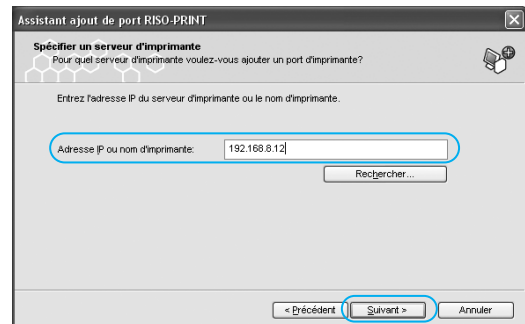 Assistant ajout de port RISO-PRINT
Spécifier un serveur d'imprimante
Pour quel serveur d'imprimante voulez-vous ajouter un port d'imprimante?
Entrez l'adresse IP du serveur d'imprimante ou le nom d'imprimante.
Adresse IP ou nom d'imprimante: 192.168.8.12
Rechercher...
< Précédent Suivant > Annuler